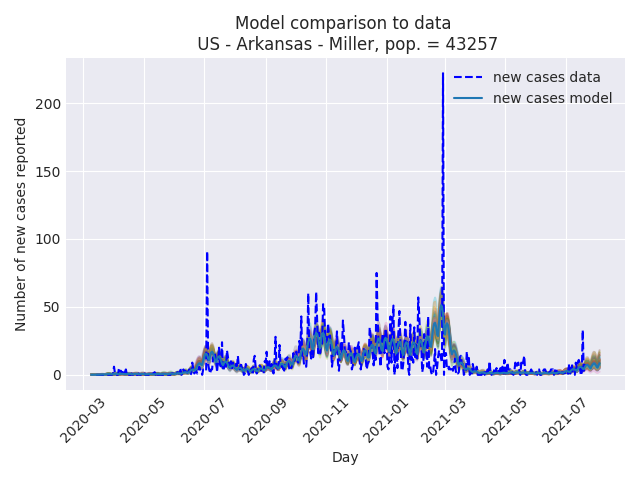 Model comparison to data
US - Arkansas - Miller, pop. = 43257
new cases data
new cases model
Number of new cases reported
200
150
100
50
0
2020-03
2020-05
2020-07
2020-09
2020-11
2021-01
2021-03
2021-05
2021-07
Day